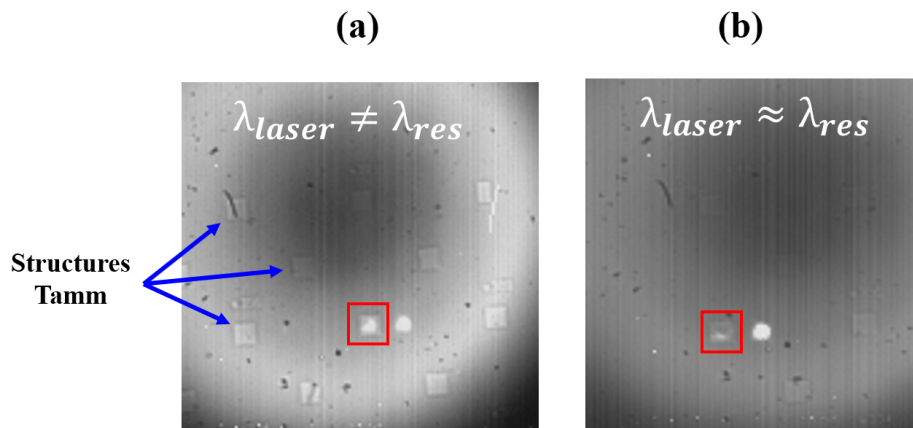 (a)
(b)
λlaser ≠ λres
λlaser ≈ λres
Structures
Tamm